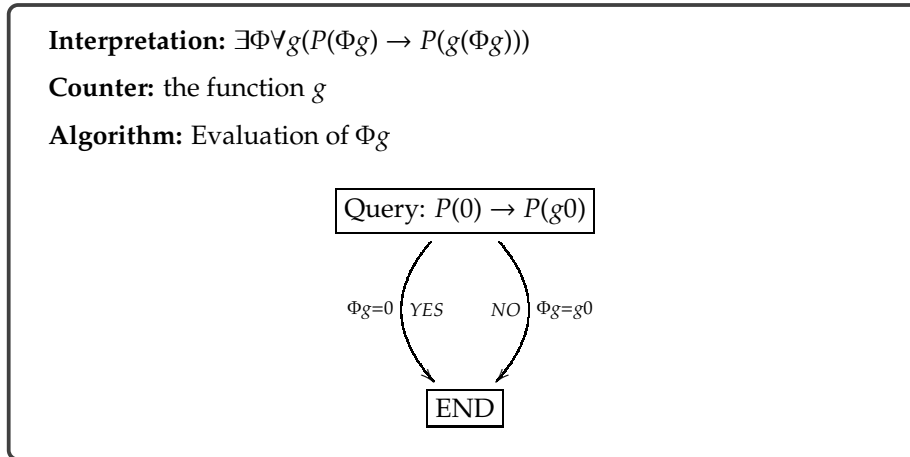 Interpretation: ∃Φ∀g(P(Φg) → P(g(Φg)))
Counter: the function g
Algorithm: Evaluation of Φg
Query: P(0) → P(g0)
Φg=0 YES NO Φg=g0
END